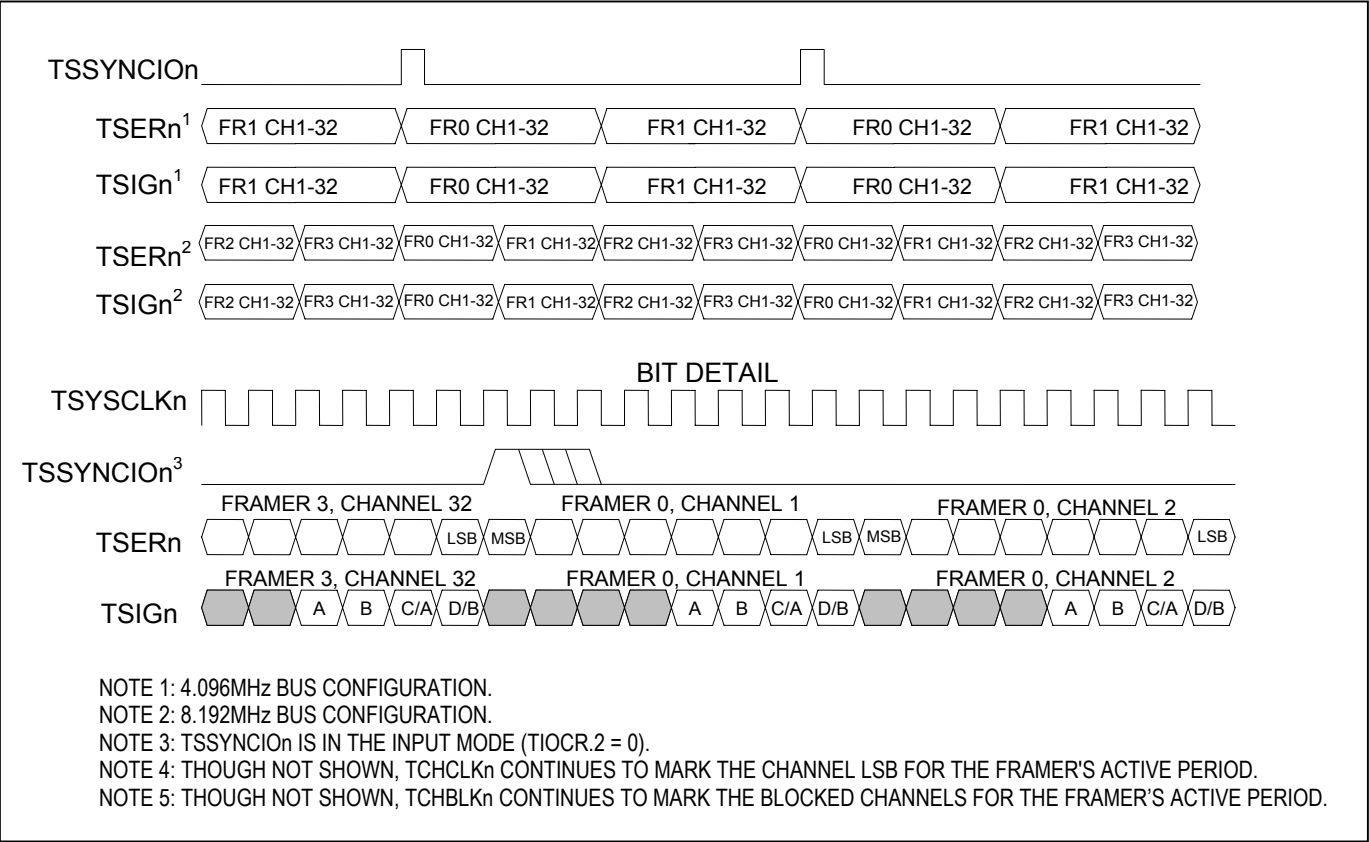 TSSYNCIOn
TSERn¹ FR1 CH1-32 FR0 CH1-32 FR1 CH1-32 FR0 CH1-32 FR1 CH1-32
TSIGn¹ FR1 CH1-32 FR0 CH1-32 FR1 CH1-32 FR0 CH1-32 FR1 CH1-32
TSERn² FR2 CH1-32 FR3 CH1-32 FR0 CH1-32 FR1 CH1-32 FR2 CH1-32 FR3 CH1-32 FR0 CH1-32 FR1 CH1-32 FR2 CH1-32 FR3 CH1-32
TSIGn² FR2 CH1-32 FR3 CH1-32 FR0 CH1-32 FR1 CH1-32 FR2 CH1-32 FR3 CH1-32 FR0 CH1-32 FR1 CH1-32 FR2 CH1-32 FR3 CH1-32
BIT DETAIL
TSYSCLKn
TSSYNCIOn³
FRAMER 3, CHANNEL 32 FRAMER 0, CHANNEL 1 FRAMER 0, CHANNEL 2
TSERn LSB MSB LSB MSB LSB
FRAMER 3, CHANNEL 32 FRAMER 0, CHANNEL 1 FRAMER 0, CHANNEL 2
TSIGn A B C/A D/B A B C/A D/B A B C/A D/B
NOTE 1: 4.096MHz BUS CONFIGURATION.
NOTE 2: 8.192MHz BUS CONFIGURATION.
NOTE 3: TSSYNCIOn IS IN THE INPUT MODE (TIOCR.2 = 0).
NOTE 4: THOUGH NOT SHOWN, TCHCLKn CONTINUES TO MARK THE CHANNEL LSB FOR THE FRAMER'S ACTIVE PERIOD.
NOTE 5: THOUGH NOT SHOWN, TCHBLKn CONTINUES TO MARK THE BLOCKED CHANNELS FOR THE FRAMER’S ACTIVE PERIOD.